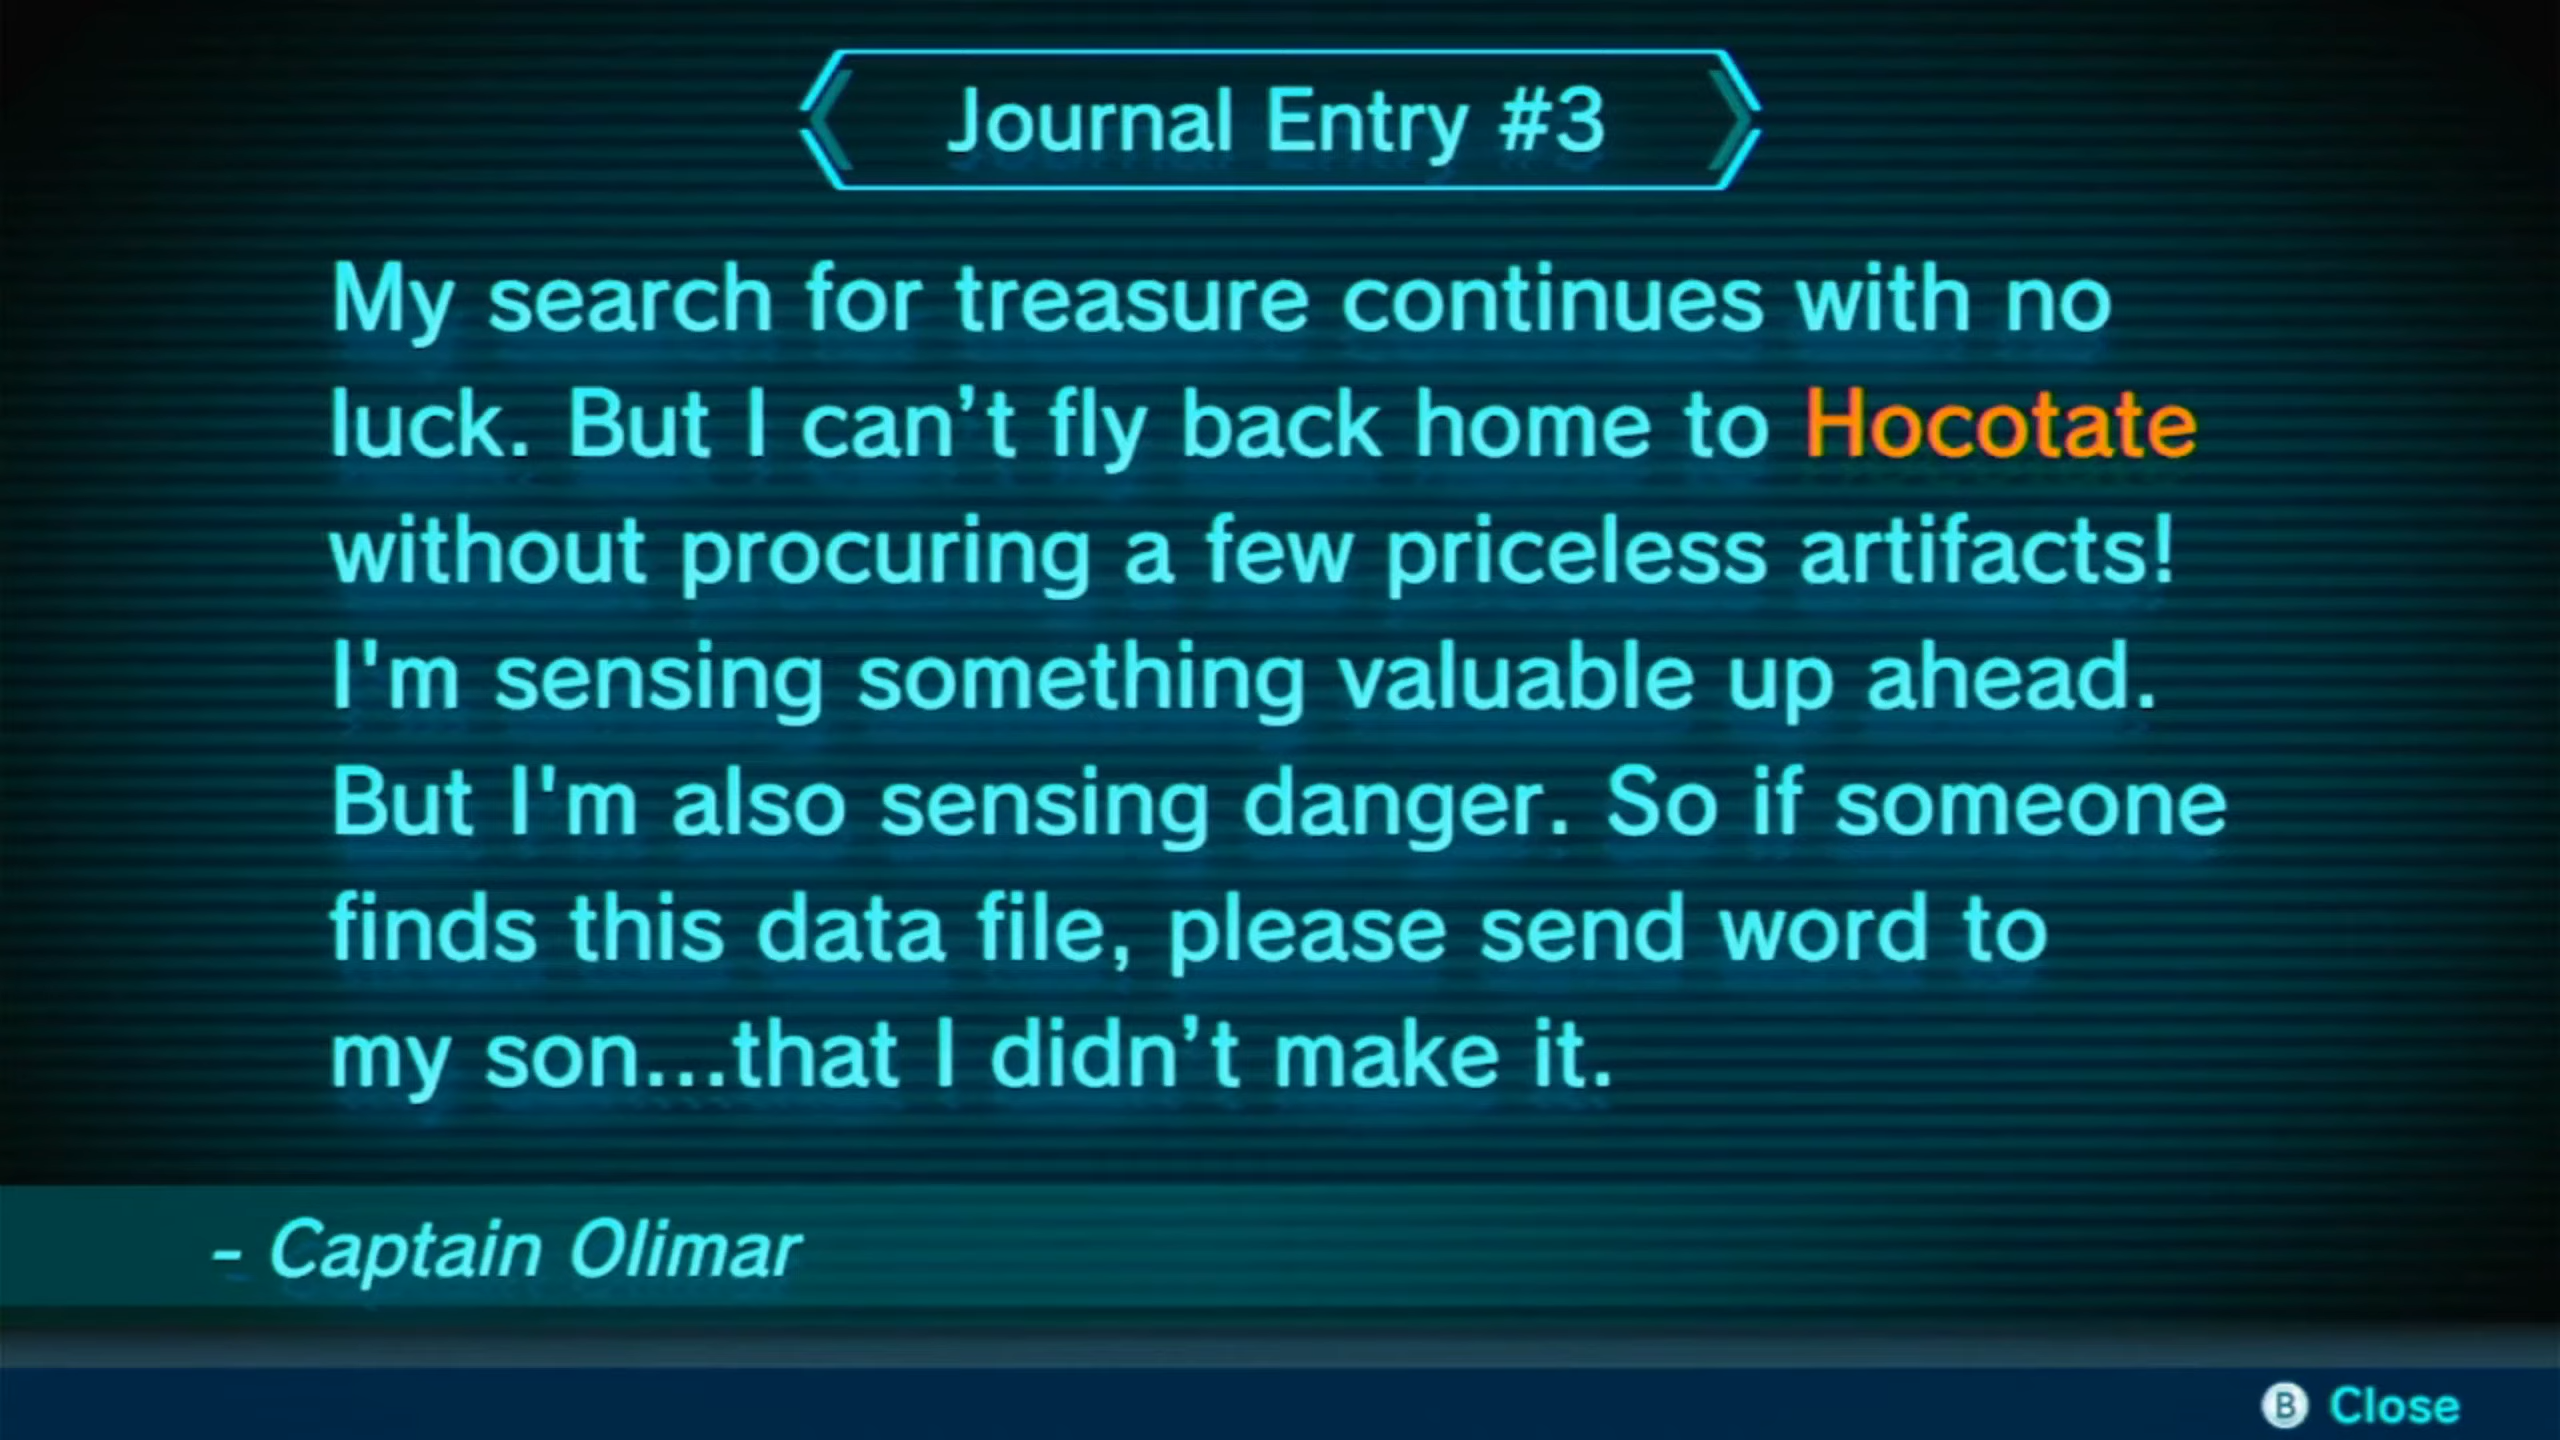 Journal Entry #3
My search for treasure continues with no
luck. But I can’t fly back home to Hocotate
without procuring a few priceless artifacts!
I'm sensing something valuable up ahead.
But I'm also sensing danger. So if someone
finds this data file, please send word to
my son...that I didn’t make it.
- Captain Olimar
B Close